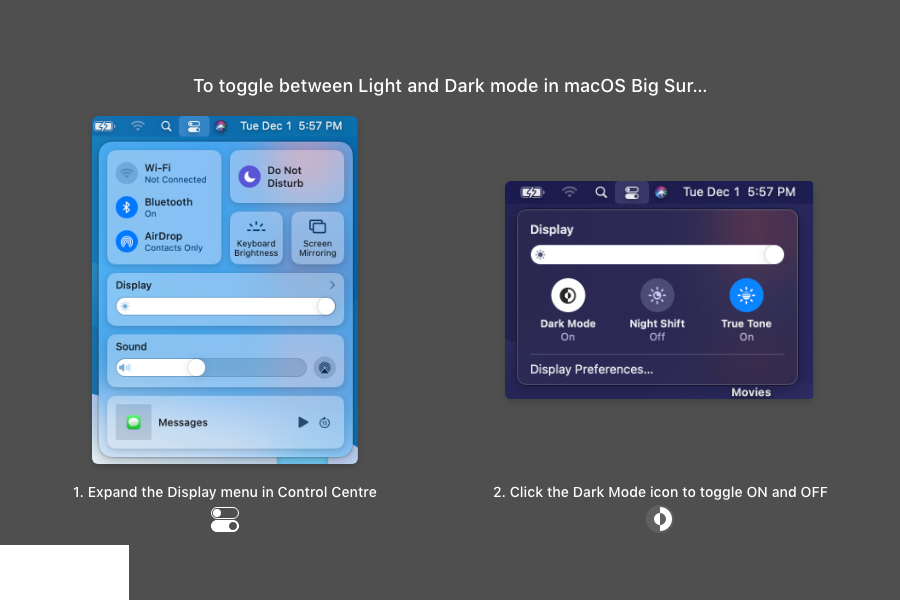 To toggle between Light and Dark mode in macOS Big Sur...
Tue Dec 1 5:57 PM
Wi-Fi
Not Connected
Bluetooth
On
AirDrop
Contacts Only
Do Not
Disturb
Keyboard
Brightness
Screen
Mirroring
Display
Sound
Messages
15
1. Expand the Display menu in Control Centre
Tue Dec 1 5:57 PM
Display
Dark Mode
On
Night Shift
Off
True Tone
On
Display Preferences...
Movies
2. Click the Dark Mode icon to toggle ON and OFF